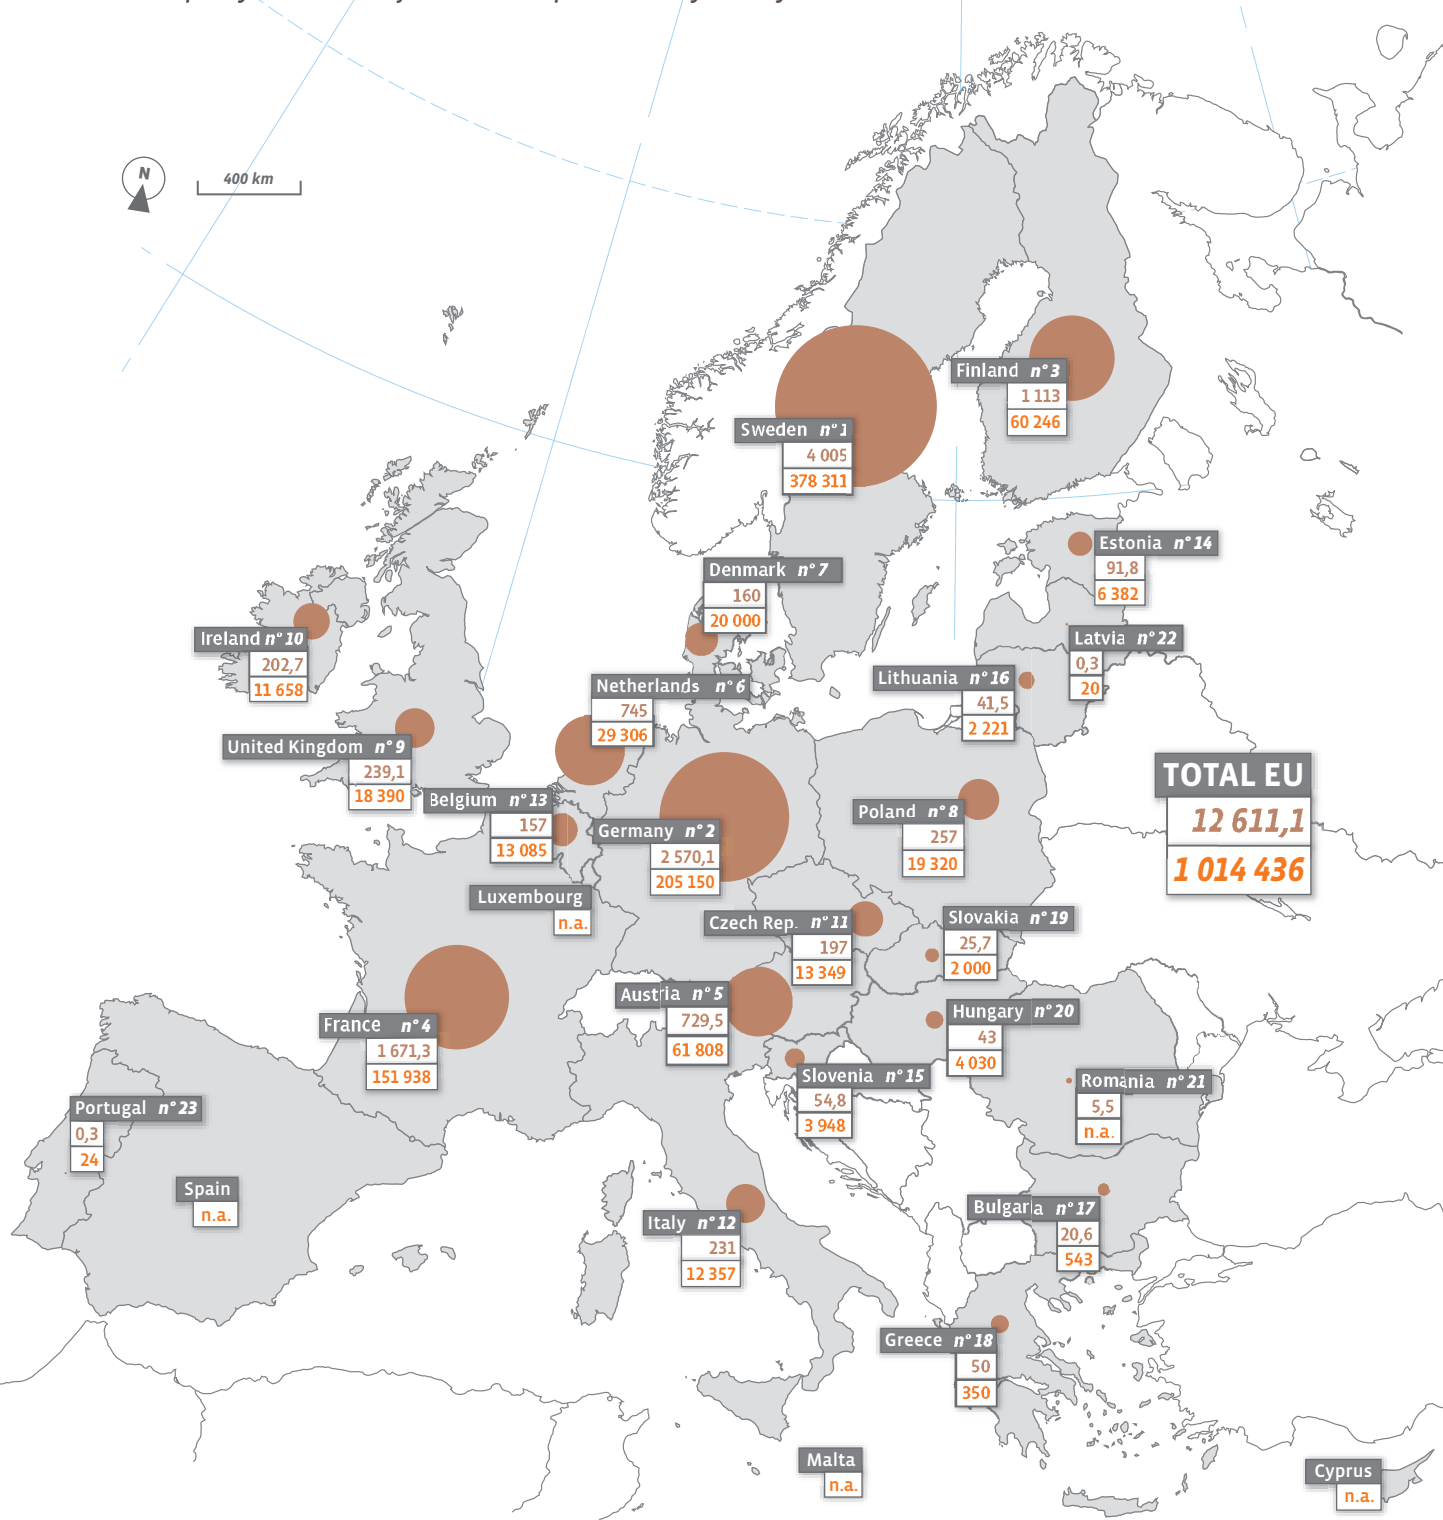 N
400 km
Finland n° 3
1 113
60 246
Sweden n° 1
4 005
378 311
Estonia n° 14
91,8
6 382
Denmark n° 7
160
20 000
Ireland n° 10
202,7
11 658
Latvia n° 22
0,3
20
Lithuania n° 16
41,5
2 221
Netherlands n° 6
745
29 306
United Kingdom n° 9
239,1
18 390
TOTAL EU
12 611,1
1 014 436
Belgium n° 13
157
13 085
Germany n° 2
2 570,1
205 150
Poland n° 8
257
19 320
Luxembourg
n.a.
Czech Rep. n° 11
197
13 349
Slovakia n° 19
25,7
2 000
Austria n° 5
729,5
61 808
Hungary n° 20
43
4 030
France n° 4
1 671,3
151 938
Slovenia n° 15
54,8
3 948
Romania n° 21
5,5
n.a.
Portugal n° 23
0,3
24
Spain
n.a.
Bulgaria n° 17
20,6
543
Italy n° 12
231
12 357
Greece n° 18
50
350
Malta
n.a.
Cyprus
n.a.